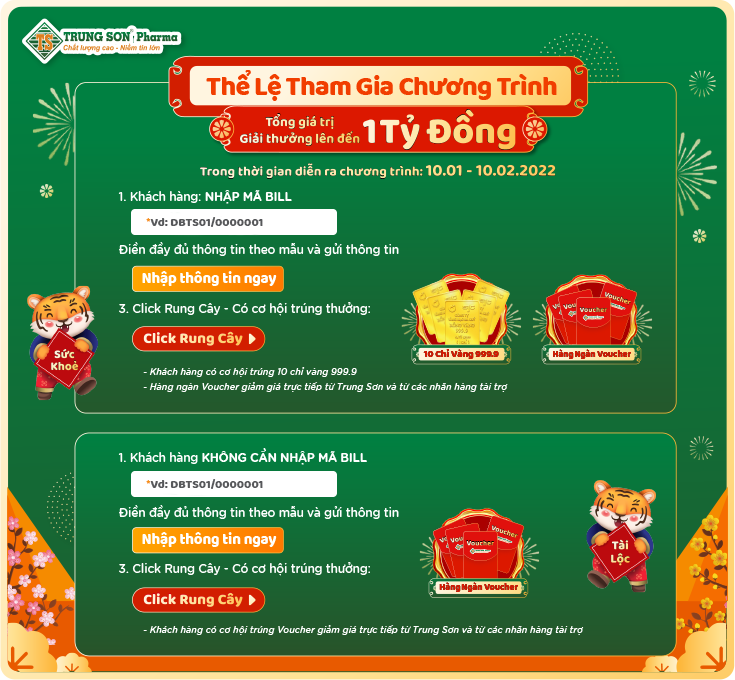 TS
TRUNG SƠN Pharma
Chất lượng cao - Niềm tin lớn
Thể Lệ Tham Gia Chương Trình
Tổng giá trị
Giải thưởng lên đến 1 Tỷ Đồng
Trong thời gian diễn ra chương trình: 10.01 - 10.02.2022
1. Khách hàng: NHẬP MÃ BILL
*Vd: DBTS01/0000001
Điền đầy đủ thông tin theo mẫu và gửi thông tin
Nhập thông tin ngay
3. Click Rung Cây - Có cơ hội trúng thưởng:
Click Rung Cây
Sức
Khoẻ
Voucher
Voucher
Voucher
999.9
10 Chỉ Vàng 999.9
Hàng Ngàn Voucher
- Khách hàng có cơ hội trúng 10 chỉ vàng 999.9
- Hàng ngàn Voucher giảm giá trực tiếp từ Trung Sơn và từ các nhãn hàng tài trợ
1. Khách hàng KHÔNG CẦN NHẬP MÃ BILL
*Vd: DBTS01/0000001
Điền đầy đủ thông tin theo mẫu và gửi thông tin
Nhập thông tin ngay
3. Click Rung Cây - Có cơ hội trúng thưởng:
Click Rung Cây
Voucher
Voucher
Hàng Ngàn Voucher
Tài
Lộc
- Khách hàng có cơ hội trúng Voucher giảm giá trực tiếp từ Trung Sơn và từ các nhãn hàng tài trợ